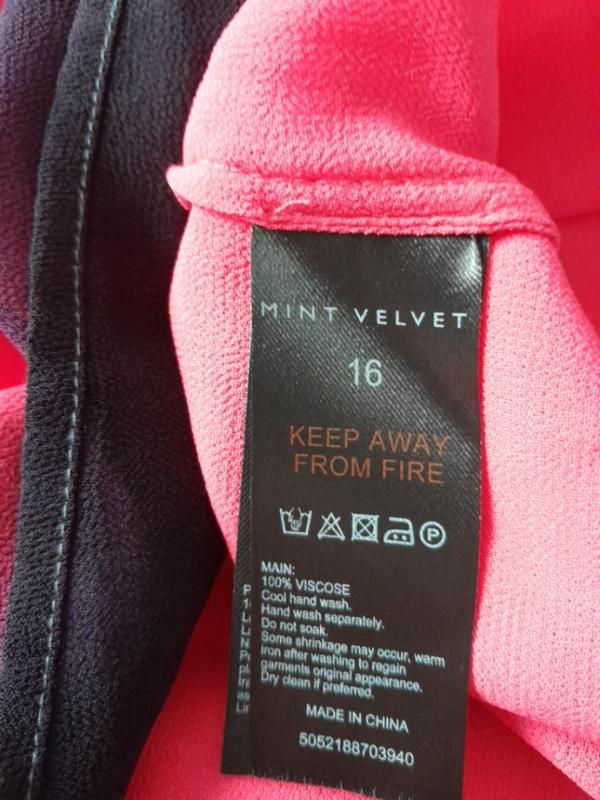 MINT VELVET
16
KEEP AWAY
FROM FIRE
P
MAIN:
100% VISCOSE
Cool hand wash.
Hand wash separately.
Do not soak.
Some shrinkage may occur, warm
iron after washing to regain
garments original appearance.
Dry clean if preferred.
MADE IN CHINA
5052188703940